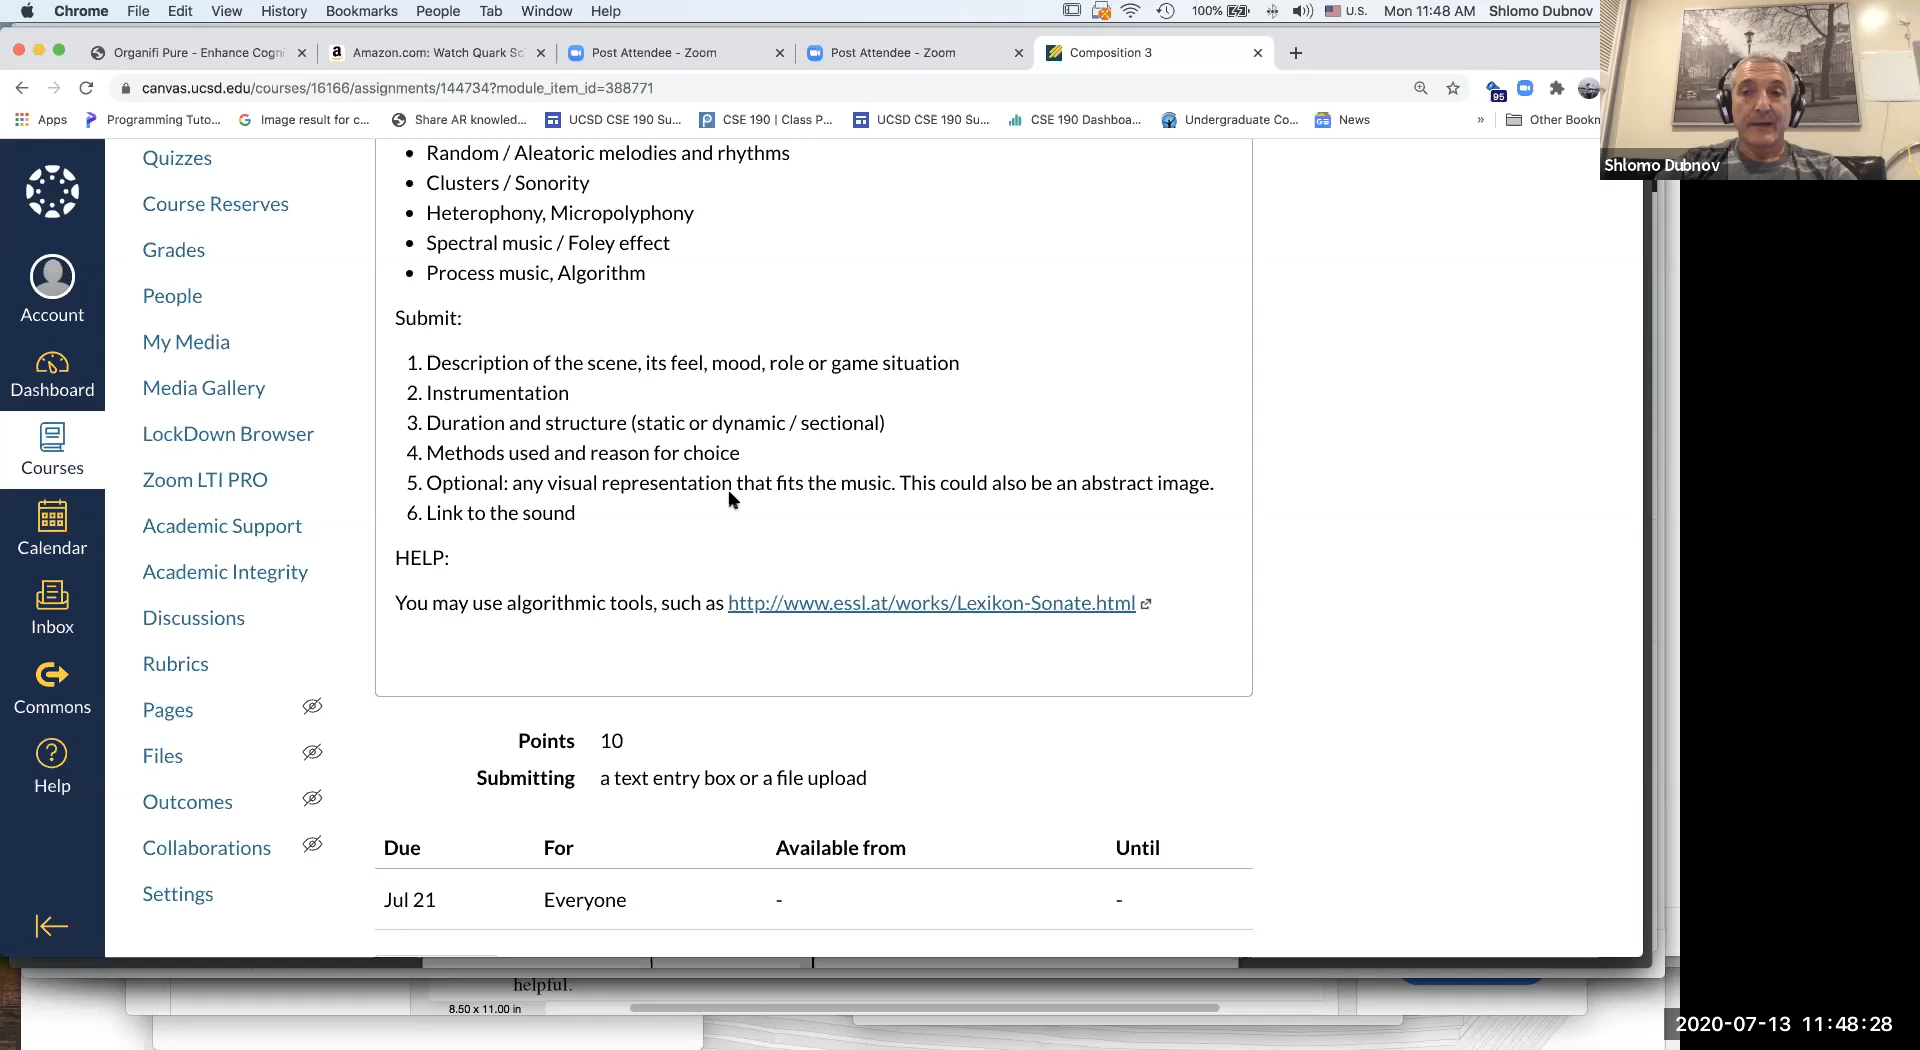 Chrome File Edit View History Bookmarks People Tab Window Help 100% U.S. Mon 11:48 AM Shlomo Dubnov
Organifi Pure - Enhance Cogni Amazon.com: Watch Quark Sc Post Attendee - Zoom Post Attendee - Zoom Composition 3
canvas.ucsd.edu/courses/16166/assignments/144734?module_item_id=388771
95
Apps Programming Tuto... Image result for c... Share AR knowled... UCSD CSE 190 Su... CSE 190 | Class P... UCSD CSE 190 Su... CSE 190 Dashboa... Undergraduate Co... News » Other Bookn
Shlomo Dubnov
Account
Dashboard
Courses
Calendar
Inbox
Commons
Help
Quizzes
Course Reserves
Grades
People
My Media
Media Gallery
LockDown Browser
Zoom LTI PRO
Academic Support
Academic Integrity
Discussions
Rubrics
Pages
Files
Outcomes
Collaborations
Settings
• Random / Aleatoric melodies and rhythms
• Clusters / Sonority
• Heterophony, Micropolyphony
• Spectral music / Foley effect
• Process music, Algorithm
Submit:
1. Description of the scene, its feel, mood, role or game situation
2. Instrumentation
3. Duration and structure (static or dynamic / sectional)
4. Methods used and reason for choice
5. Optional: any visual representation that fits the music. This could also be an abstract image.
6. Link to the sound
HELP:
You may use algorithmic tools, such as http://www.essl.at/works/Lexikon-Sonate.html
Points 10
Submitting a text entry box or a file upload
Due For Available from Until
Jul 21 Everyone - -
helpful.
8.50 x 11.00 in
2020-07-13 11:48:28